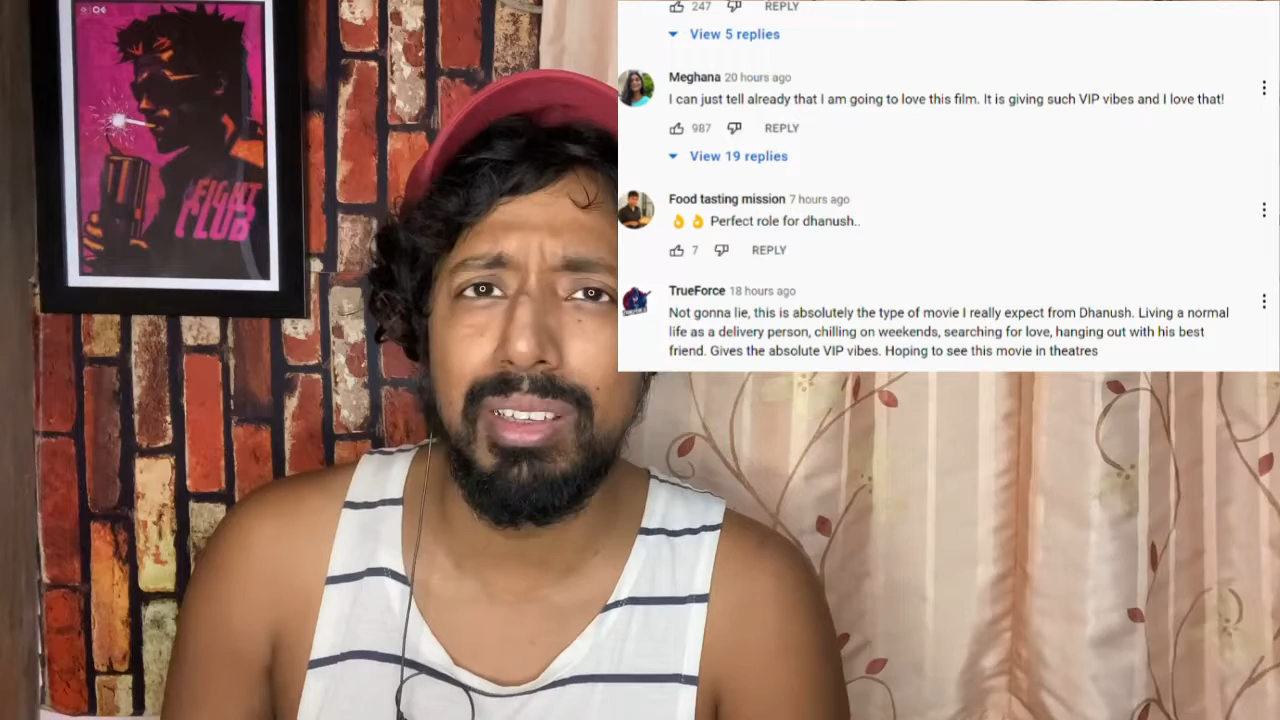 FIGHT
CLUB
247 REPLY
View 5 replies
Meghana 20 hours ago
I can just tell already that I am going to love this film. It is giving such VIP vibes and I love that!
987 REPLY
View 19 replies
Food tasting mission 7 hours ago
👌👌 Perfect role for dhanush..
7 REPLY
TrueForce 18 hours ago
Not gonna lie, this is absolutely the type of movie I really expect from Dhanush. Living a normal
life as a delivery person, chilling on weekends, searching for love, hanging out with his best
friend. Gives the absolute VIP vibes. Hoping to see this movie in theatres